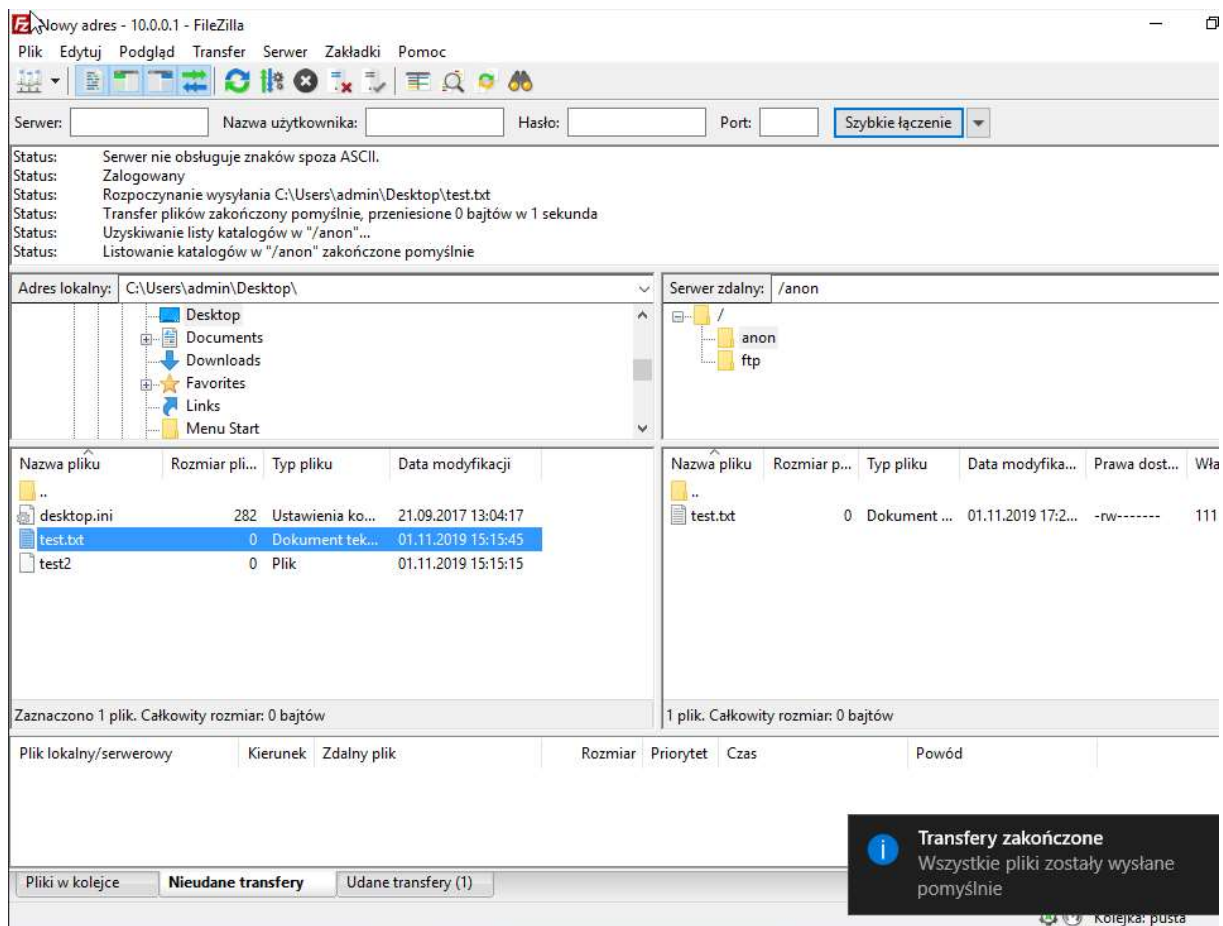 Nowy adres - 10.0.0.1 - FileZilla
Plik Edytuj Podgląd Transfer Serwer Zakładki Pomoc
Serwer: Nazwa użytkownika: Hasło: Port: Szybkie łączenie
Status: Serwer nie obsługuje znaków spoza ASCII.
Status: Zalogowany
Status: Rozpoczynanie wysyłania C:\Users\admin\Desktop\test.txt
Status: Transfer plików zakończony pomyślnie, przeniesione 0 bajtów w 1 sekunda
Status: Uzyskiwanie listy katalogów w "/anon"...
Status: Listowanie katalogów w "/anon" zakończone pomyślnie
Adres lokalny: C:\Users\admin\Desktop\
Desktop
Documents
Downloads
Favorites
Links
Menu Start
Serwer zdalny: /anon
/
anon
ftp
Nazwa pliku Rozmiar pli... Typ pliku Data modyfikacji
..
desktop.ini 282 Ustawienia ko... 21.09.2017 13:04:17
test.txt 0 Dokument tek... 01.11.2019 15:15:45
test2 0 Plik 01.11.2019 15:15:15
Zaznaczono 1 plik. Całkowity rozmiar: 0 bajtów
Nazwa pliku Rozmiar p... Typ pliku Data modyfika... Prawa dost... Wła
..
test.txt 0 Dokument ... 01.11.2019 17:2... -rw------- 111
1 plik. Całkowity rozmiar: 0 bajtów
Plik lokalny/serwerowy Kierunek Zdalny plik Rozmiar Priorytet Czas Powód
Pliki w kolejce Nieudane transfery Udane transfery (1)
Transfery zakończone
Wszystkie pliki zostały wysłane
pomyślnie
Kolejka: pusta